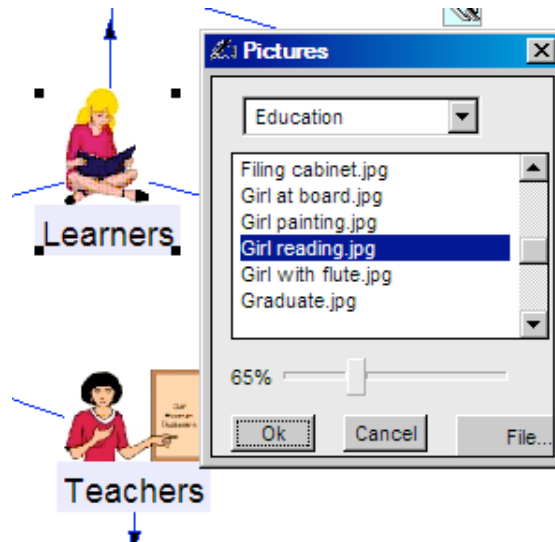 Pictures
Education
Filing cabinet.jpg
Girl at board.jpg
Girl painting.jpg
Girl reading.jpg
Girl with flute.jpg
Graduate.jpg
65%
Ok
Cancel
File...
Learners
Teachers